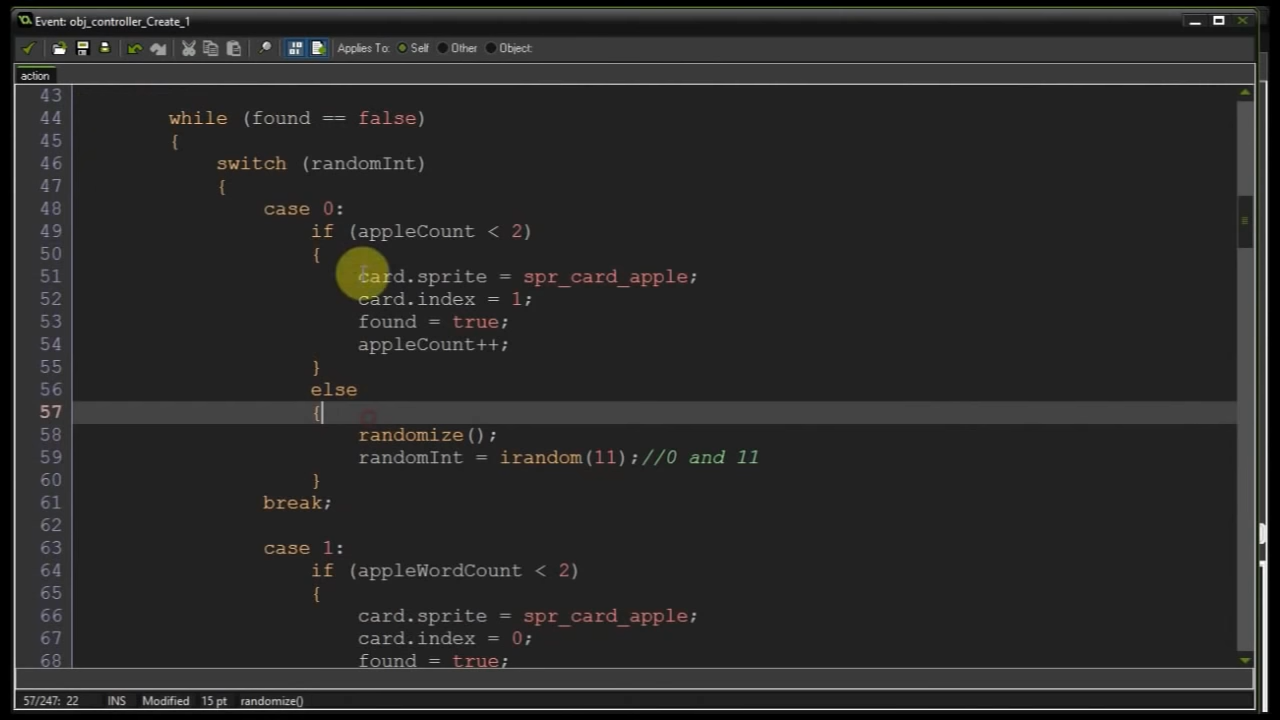 Event: obj_controller_Create_1
Applies To: Self Other Object:
action
43
44 while (found == false)
45 {
46 switch (randomInt)
47 {
48 case 0:
49 if (appleCount < 2)
50 {
51 card.sprite = spr_card_apple;
52 card.index = 1;
53 found = true;
54 appleCount++;
55 }
56 else
57 {
58 randomize();
59 randomInt = irandom(11);//0 and 11
60 }
61 break;
62
63 case 1:
64 if (appleWordCount < 2)
65 {
66 card.sprite = spr_card_apple;
67 card.index = 0;
68 found = true;
57/247: 22 INS Modified 15 pt randomize()